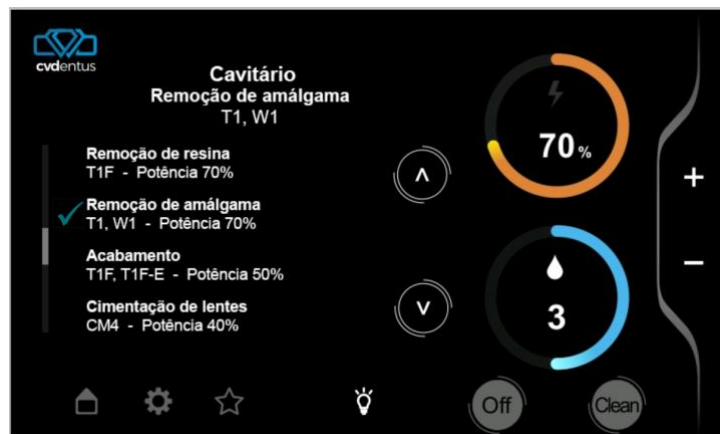 cvdentus
Cavitário
Remoção de amálgama
T1, W1
Remoção de resina
T1F - Potência 70%
Remoção de amálgama
T1, W1 - Potência 70%
Acabamento
T1F, T1F-E - Potência 50%
Cimentação de lentes
CM4 - Potência 40%
70%
+
-
3
Off
Clean